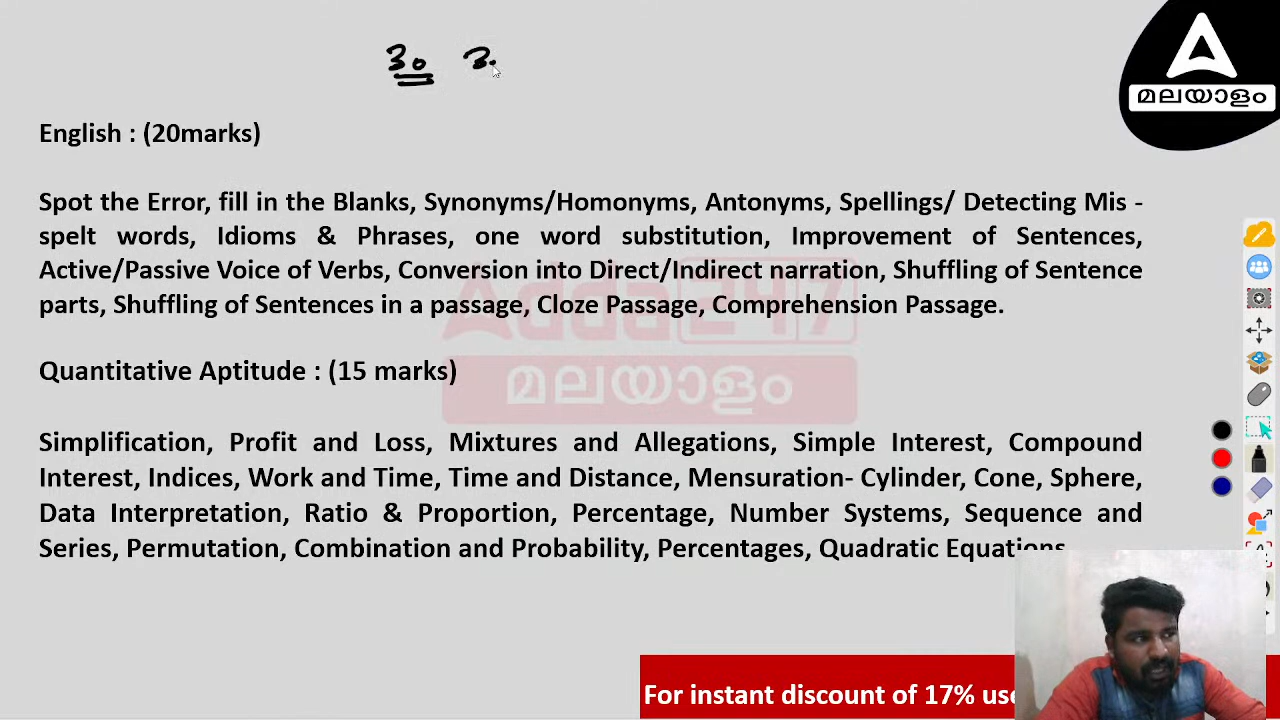 30 3.
മലയാളം
English : (20marks)
Spot the Error, fill in the Blanks, Synonyms/Homonyms, Antonyms, Spellings/ Detecting Mis -
spelt words, Idioms & Phrases, one word substitution, Improvement of Sentences,
Active/Passive Voice of Verbs, Conversion into Direct/Indirect narration, Shuffling of Sentence
parts, Shuffling of Sentences in a passage, Cloze Passage, Comprehension Passage.
Adda247
Quantitative Aptitude : (15 marks)
മലയാളം
Simplification, Profit and Loss, Mixtures and Allegations, Simple Interest, Compound
Interest, Indices, Work and Time, Time and Distance, Mensuration- Cylinder, Cone, Sphere,
Data Interpretation, Ratio & Proportion, Percentage, Number Systems, Sequence and
Series, Permutation, Combination and Probability, Percentages, Quadratic Equations
For instant discount of 17% use